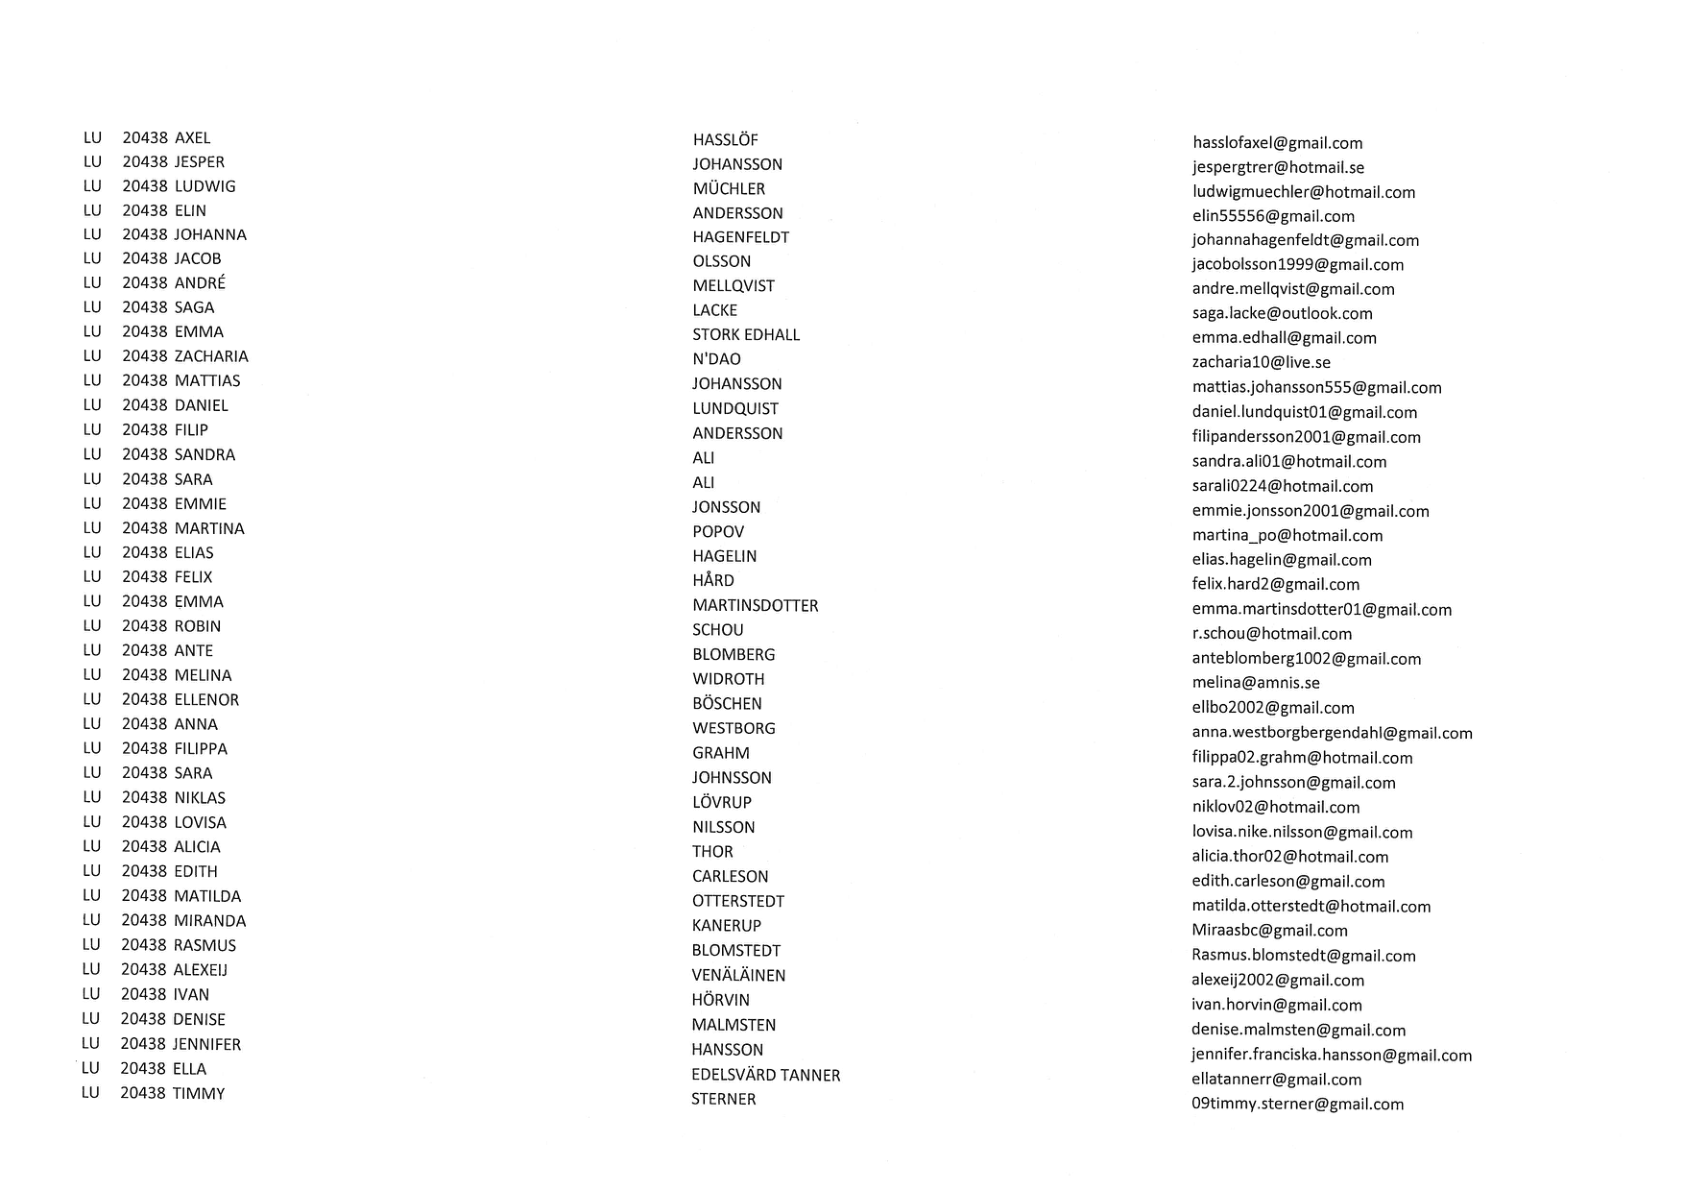 LU 20438 AXEL HASSLÖF hasslofaxel@gmail.com
LU 20438 JESPER JOHANSSON jespergtrer@hotmail.se
LU 20438 LUDWIG MÜCHLER ludwigmuechler@hotmail.com
LU 20438 ELIN ANDERSSON elin55556@gmail.com
LU 20438 JOHANNA HAGENFELDT johannahagenfeldt@gmail.com
LU 20438 JACOB OLSSON jacobolsson1999@gmail.com
LU 20438 ANDRÉ MELLQVIST andre.mellqvist@gmail.com
LU 20438 SAGA LACKE saga.lacke@outlook.com
LU 20438 EMMA STORK EDHALL emma.edhall@gmail.com
LU 20438 ZACHARIA N'DAO zacharia10@live.se
LU 20438 MATTIAS JOHANSSON mattias.johansson555@gmail.com
LU 20438 DANIEL LUNDQUIST daniel.lundquist01@gmail.com
LU 20438 FILIP ANDERSSON filipandersson2001@gmail.com
LU 20438 SANDRA ALI sandra.ali01@hotmail.com
LU 20438 SARA ALI sarali0224@hotmail.com
LU 20438 EMMIE JONSSON emmie.jonsson2001@gmail.com
LU 20438 MARTINA POPOV martina_po@hotmail.com
LU 20438 ELIAS HAGELIN elias.hagelin@gmail.com
LU 20438 FELIX HÅRD felix.hard2@gmail.com
LU 20438 EMMA MARTINSDOTTER emma.martinsdotter01@gmail.com
LU 20438 ROBIN SCHOU r.schou@hotmail.com
LU 20438 ANTE BLOMBERG anteblomberg1002@gmail.com
LU 20438 MELINA WIDROTH melina@amnis.se
LU 20438 ELLENOR BÖSCHEN ellbo2002@gmail.com
LU 20438 ANNA WESTBORG anna.westborgbergendahl@gmail.com
LU 20438 FILIPPA GRAHM filippa02.grahm@hotmail.com
LU 20438 SARA JOHNSSON sara.2.johnsson@gmail.com
LU 20438 NIKLAS LÖVRUP niklov02@hotmail.com
LU 20438 LOVISA NILSSON lovisa.nike.nilsson@gmail.com
LU 20438 ALICIA THOR alicia.thor02@hotmail.com
LU 20438 EDITH CARLESON edith.carleson@gmail.com
LU 20438 MATILDA OTTERSTEDT matilda.otterstedt@hotmail.com
LU 20438 MIRANDA KANERUP Miraasbc@gmail.com
LU 20438 RASMUS BLOMSTEDT Rasmus.blomstedt@gmail.com
LU 20438 ALEXEIJ VENÄLÄINEN alexeij2002@gmail.com
LU 20438 IVAN HÖRVIN ivan.horvin@gmail.com
LU 20438 DENISE MALMSTEN denise.malmsten@gmail.com
LU 20438 JENNIFER HANSSON jennifer.franciska.hansson@gmail.com
LU 20438 ELLA EDELSVÄRD TANNER ellatannerr@gmail.com
LU 20438 TIMMY STERNER 09timmy.sterner@gmail.com